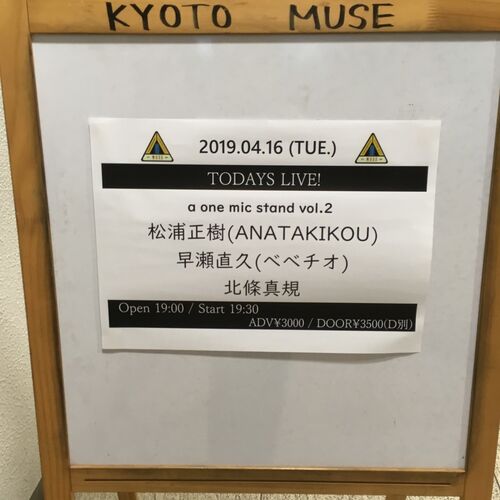 KYOTO MUSE
2019.04.16 (TUE.)
TODAYS LIVE!
a one mic stand vol.2
松浦正樹(ANATAKIKOU)
早瀬直久(ベベチオ)
北條真規
Open 19:00 / Start 19:30
ADV¥3000 / DOOR¥3500(D別)